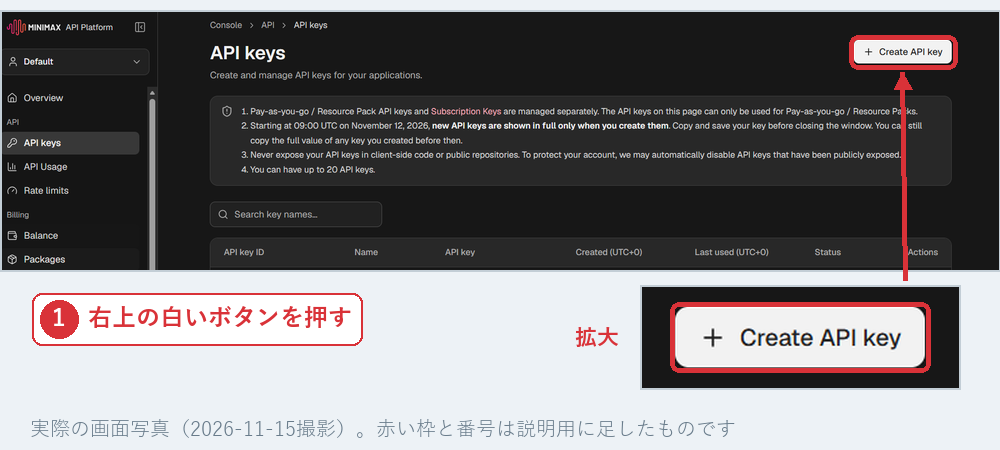 MINIMAX API Platform
Default
Overview
API
API keys
API Usage
Rate limits
Billing
Balance
Packages
Console > API > API keys
API keys
Create and manage API keys for your applications.
+ Create API key
1. Pay-as-you-go / Resource Pack API keys and Subscription Keys are managed separately. The API keys on this page can only be used for Pay-as-you-go / Resource Packs.
2. Starting at 09:00 UTC on November 12, 2026, new API keys are shown in full only when you create them. Copy and save your key before closing the window. You can still
copy the full value of any key you created before then.
3. Never expose your API keys in client-side code or public repositories. To protect your account, we may automatically disable API keys that have been publicly exposed.
4. You can have up to 20 API keys.
Search key names...
API key ID Name API key Created (UTC+0) Last used (UTC+0) Status Actions
1 右上の白いボタンを押す
拡大
+ Create API key
実際の画面写真（2026-11-15撮影）。赤い枠と番号は説明用に足したものです